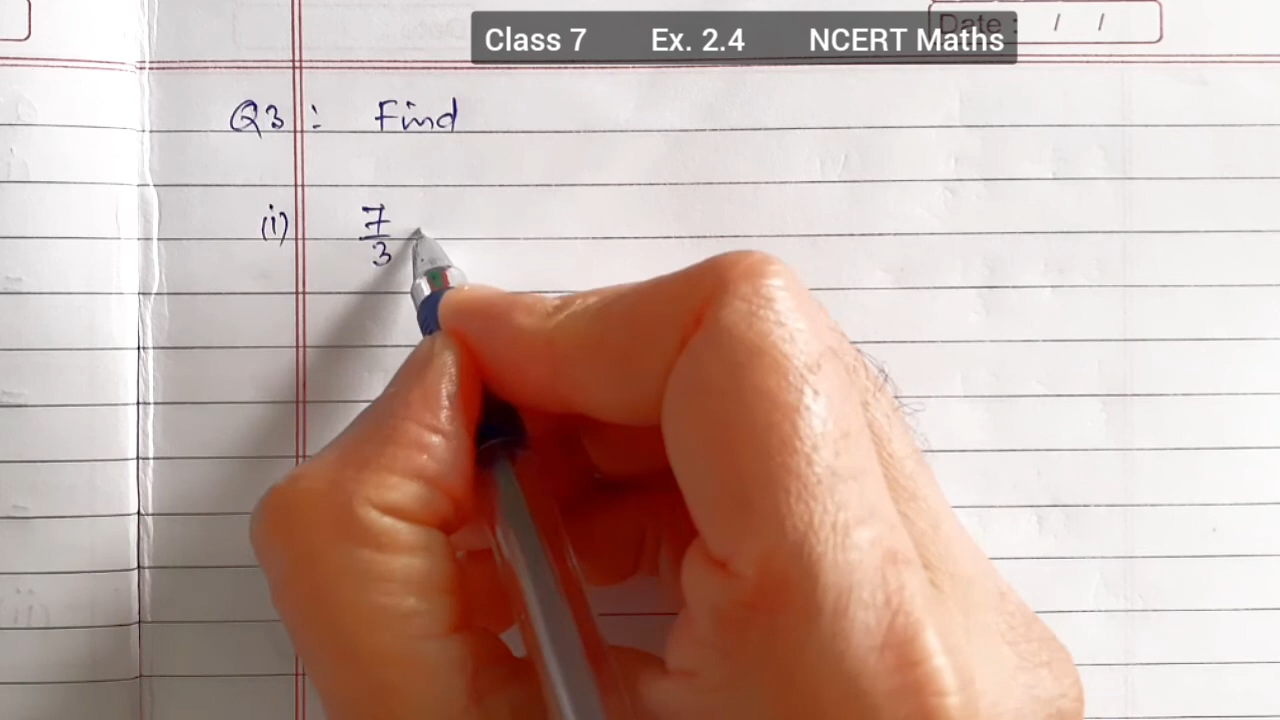 Class 7 Ex. 2.4 NCERT Maths
Date : / /
Q3 : Find
(i) 7/3